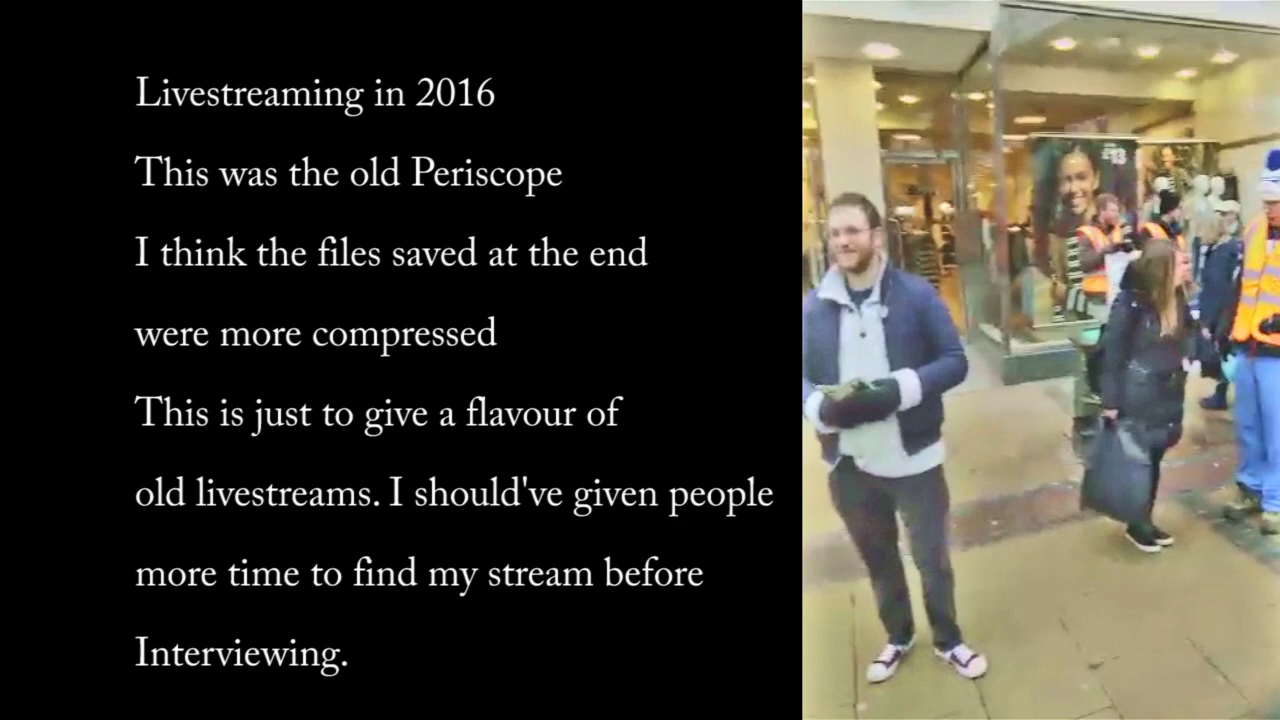 Livestreaming in 2016
This was the old Periscope
I think the files saved at the end
were more compressed
This is just to give a flavour of
old livestreams. I should've given people
more time to find my stream before
Interviewing.
£13